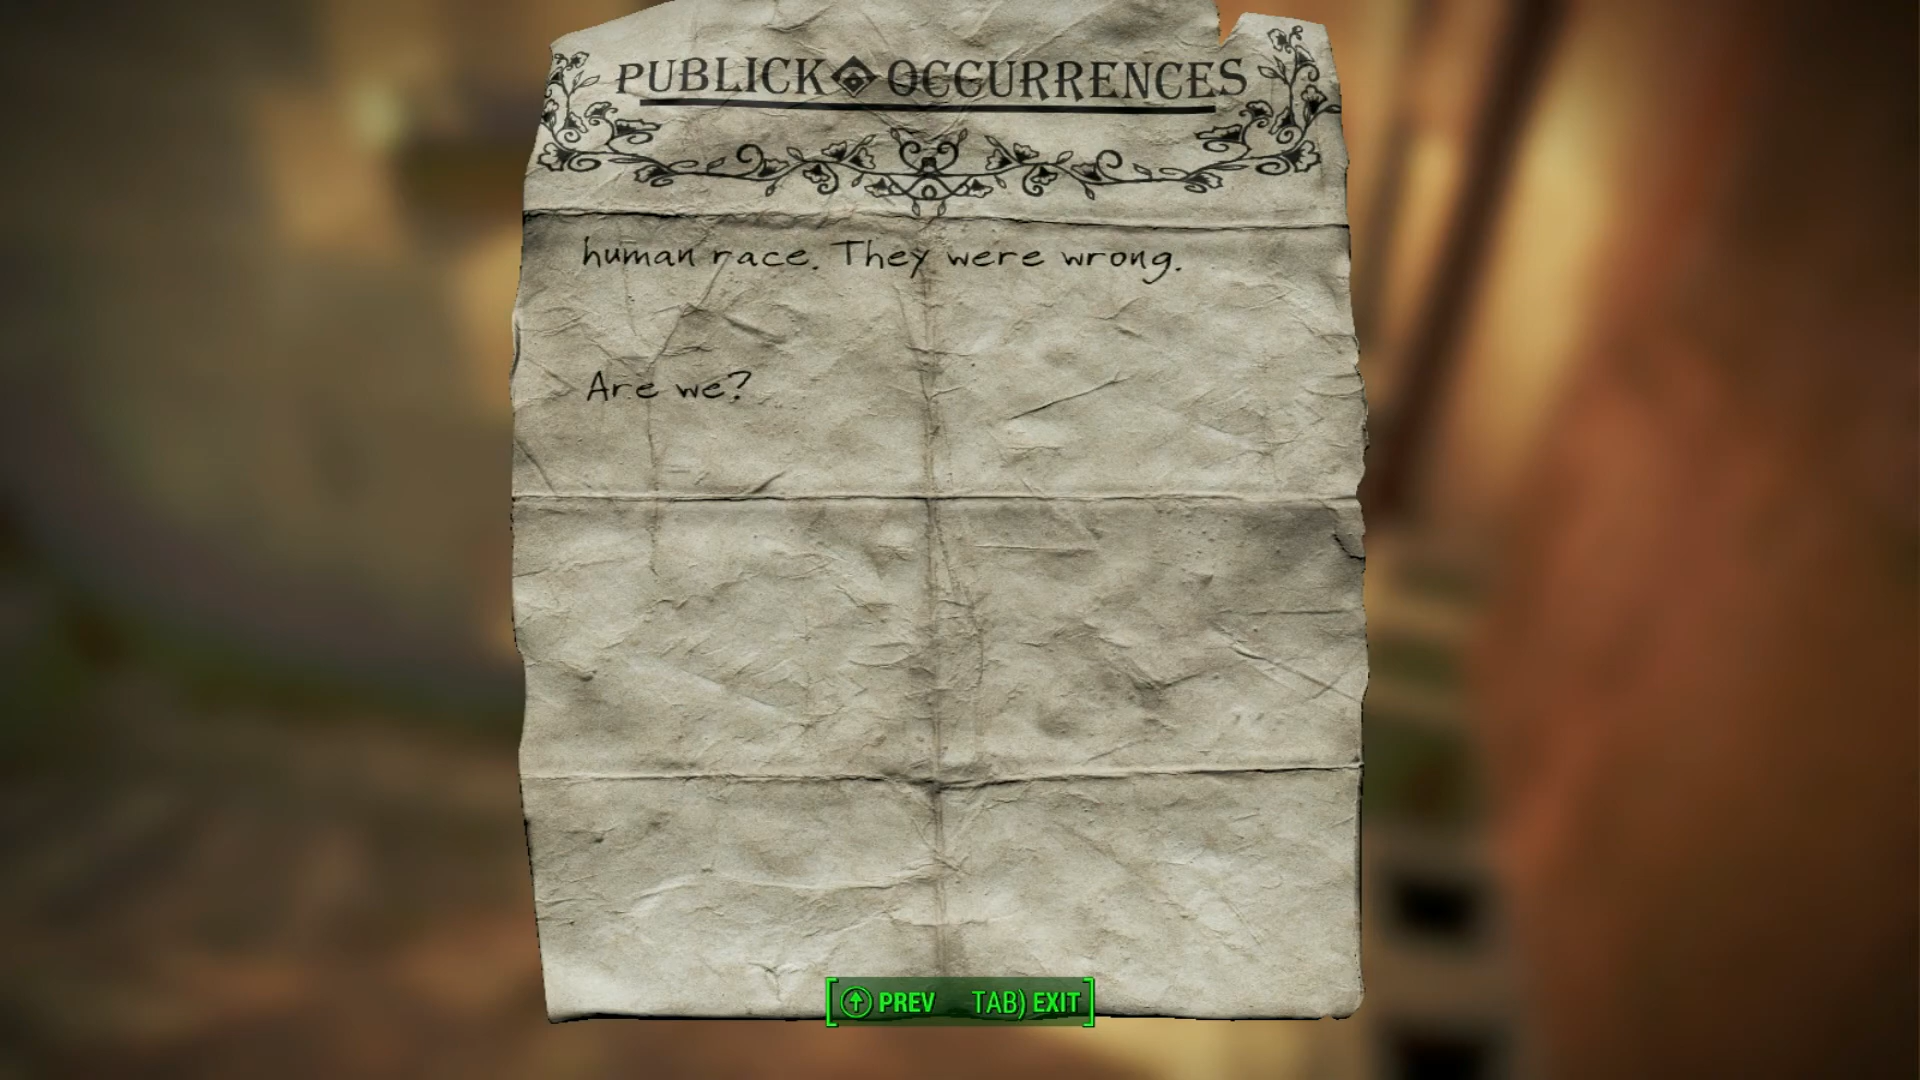 PUBLICK OCCURRENCES
human race. They were wrong.
Are we?
PREV TAB) EXIT